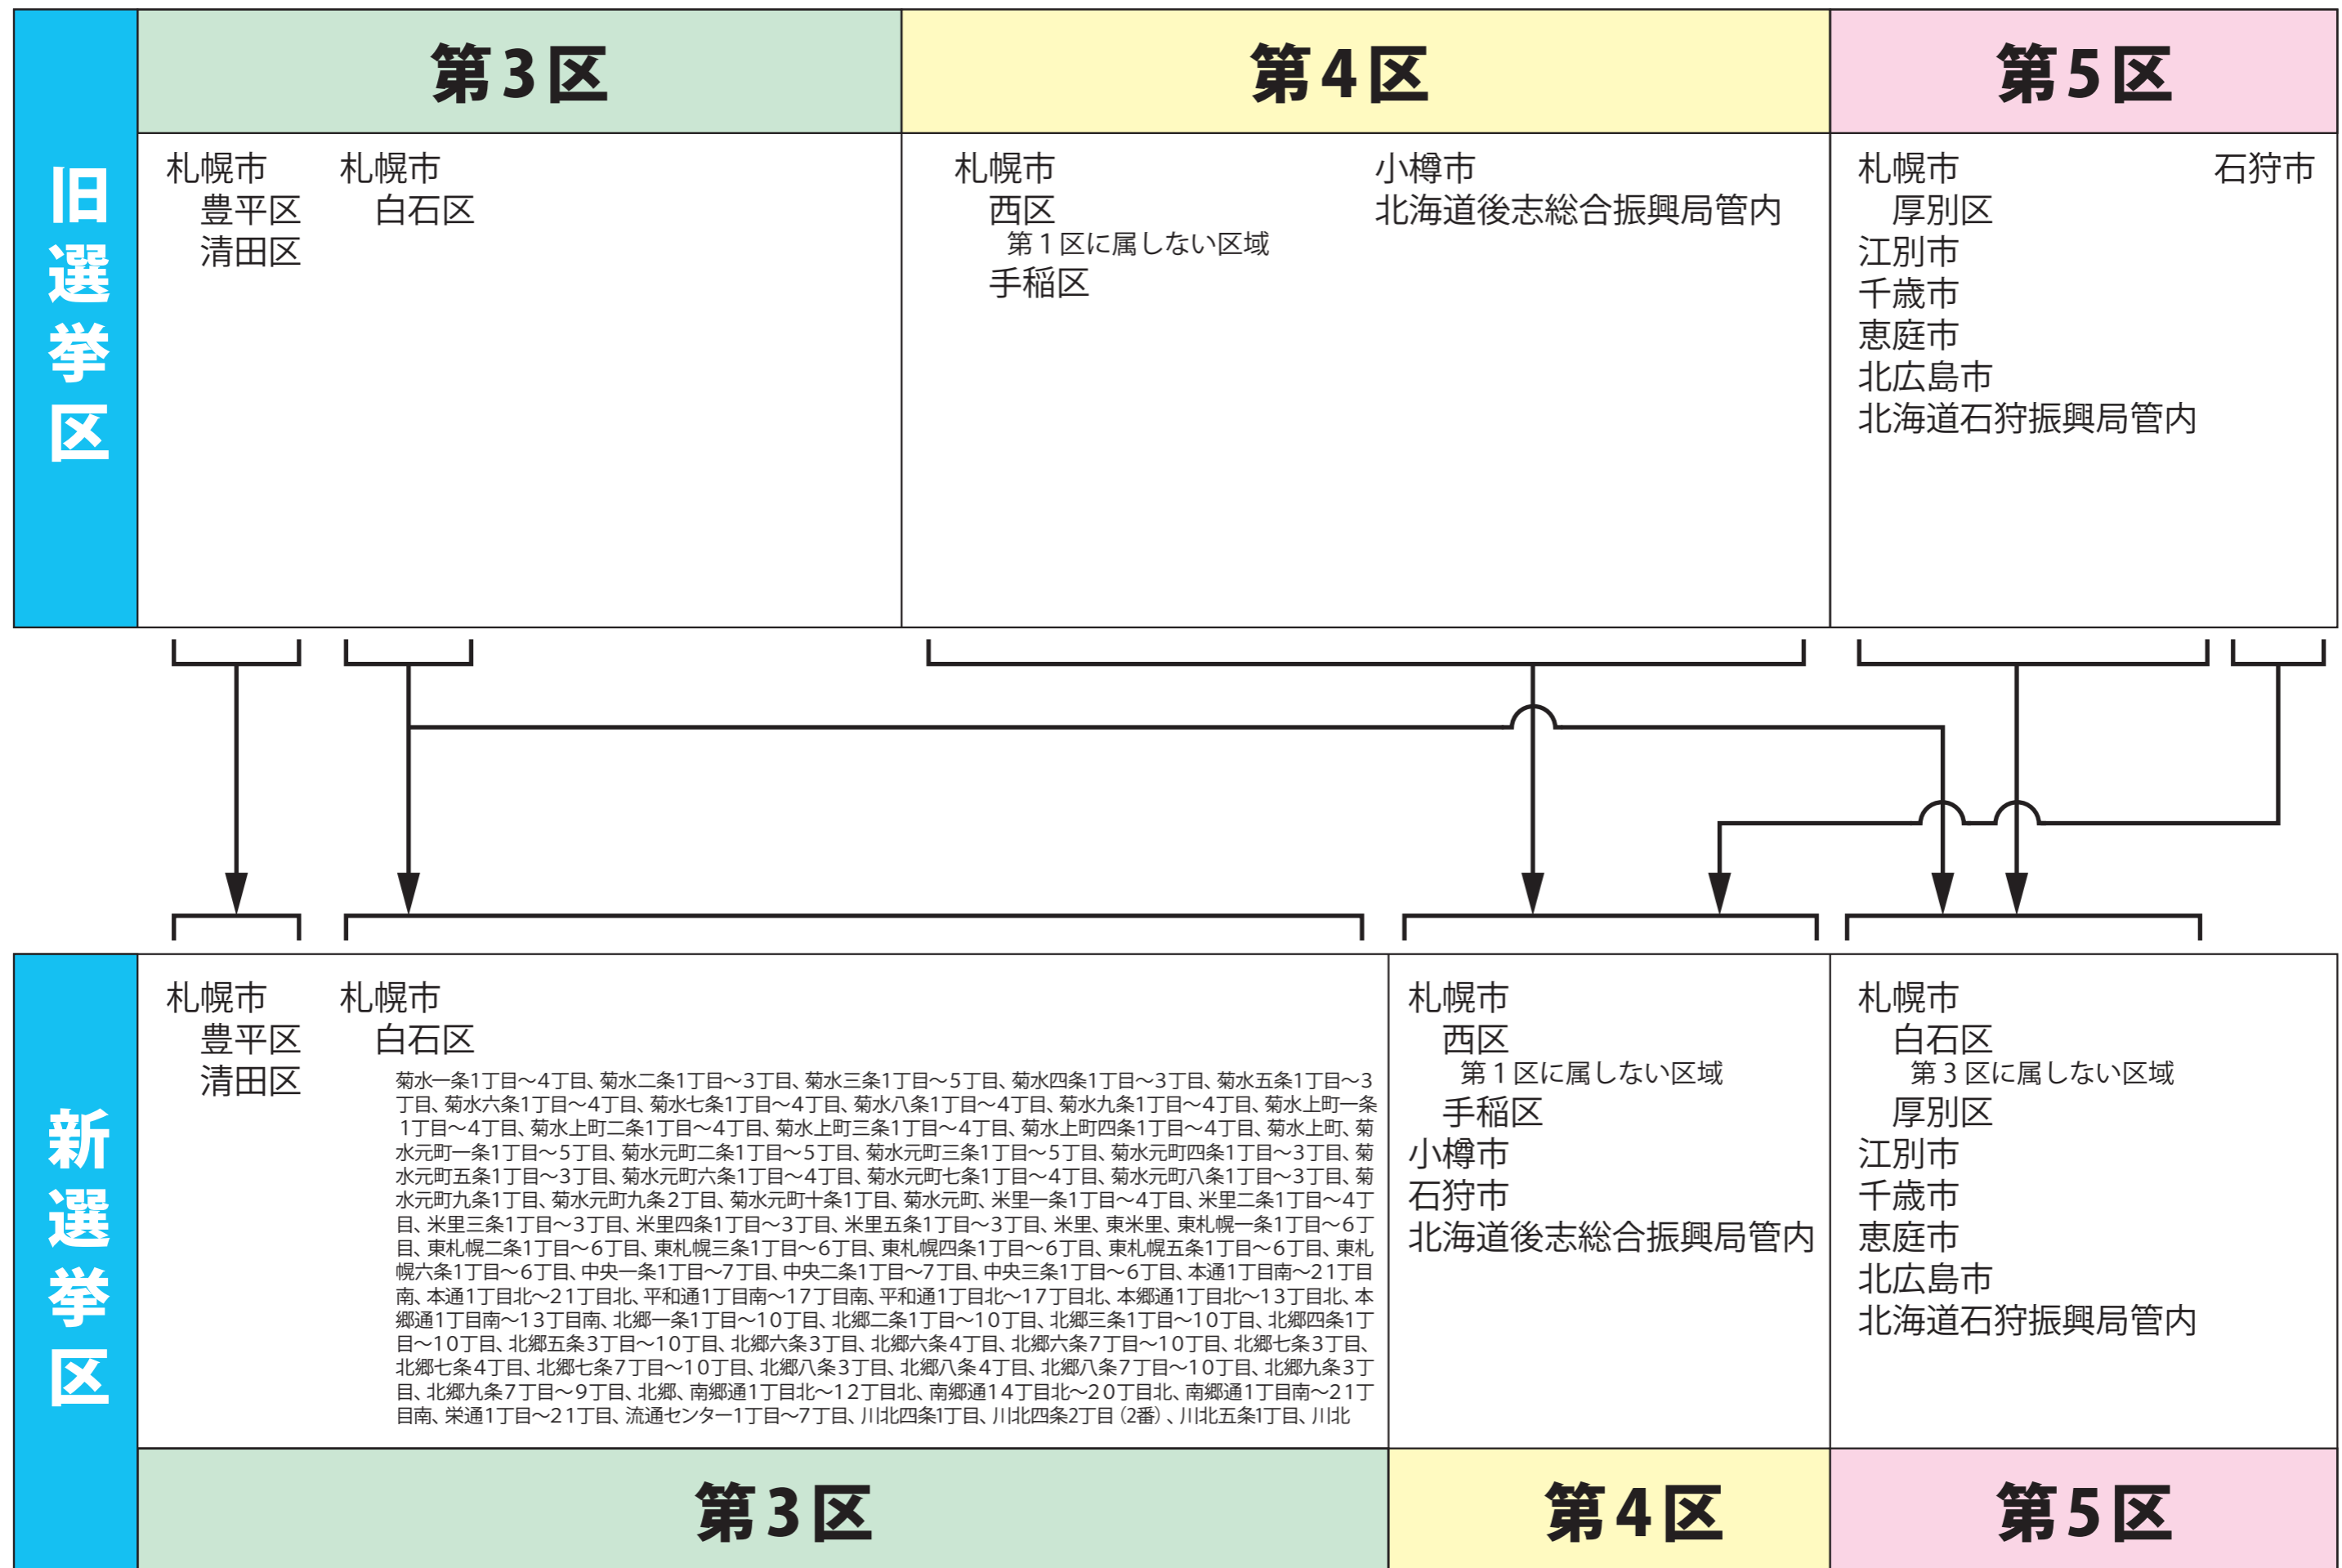 旧選挙区
第3区
第4区
第5区
札幌市
豊平区
清田区
札幌市
白石区
札幌市
西区
第1区に属しない区域
手稲区
小樽市
北海道後志総合振興局管内
札幌市
厚別区
江別市
千歳市
恵庭市
北広島市
北海道石狩振興局管内
石狩市
新選挙区
札幌市
豊平区
清田区
札幌市
白石区
菊水一条1丁目～4丁目、菊水二条1丁目～3丁目、菊水三条1丁目～5丁目、菊水四条1丁目～3丁目、菊水五条1丁目～3
丁目、菊水六条1丁目～4丁目、菊水七条1丁目～4丁目、菊水八条1丁目～4丁目、菊水九条1丁目～4丁目、菊水上町一条
1丁目～4丁目、菊水上町二条1丁目～4丁目、菊水上町三条1丁目～4丁目、菊水上町四条1丁目～4丁目、菊水上町、菊
水元町一条1丁目～5丁目、菊水元町二条1丁目～5丁目、菊水元町三条1丁目～5丁目、菊水元町四条1丁目～3丁目、菊
水元町五条1丁目～3丁目、菊水元町六条1丁目～4丁目、菊水元町七条1丁目～4丁目、菊水元町八条1丁目～3丁目、菊
水元町九条1丁目、菊水元町九条2丁目、菊水元町十条1丁目、菊水元町、米里一条1丁目～4丁目、米里二条1丁目～4丁
目、米里三条1丁目～3丁目、米里四条1丁目～3丁目、米里五条1丁目～3丁目、米里、東米里、東札幌一条1丁目～6丁
目、東札幌二条1丁目～6丁目、東札幌三条1丁目～6丁目、東札幌四条1丁目～6丁目、東札幌五条1丁目～6丁目、東札
幌六条1丁目～6丁目、中央一条1丁目～7丁目、中央二条1丁目～7丁目、中央三条1丁目～6丁目、本通1丁目南～21丁目
南、本通1丁目北～21丁目北、平和通1丁目南～17丁目南、平和通1丁目北～17丁目北、本郷通1丁目北～13丁目北、本
郷通1丁目南～13丁目南、北郷一条1丁目～10丁目、北郷二条1丁目～10丁目、北郷三条1丁目～10丁目、北郷四条1丁
目～10丁目、北郷五条3丁目～10丁目、北郷六条3丁目、北郷六条4丁目、北郷六条7丁目～10丁目、北郷七条3丁目、
北郷七条4丁目、北郷七条7丁目～10丁目、北郷八条3丁目、北郷八条4丁目、北郷八条7丁目～10丁目、北郷九条3丁
目、北郷九条7丁目～9丁目、北郷、南郷通1丁目北～12丁目北、南郷通14丁目北～20丁目北、南郷通1丁目南～21丁
目南、栄通1丁目～21丁目、流通センター1丁目～7丁目、川北四条1丁目、川北四条2丁目（2番）、川北五条1丁目、川北
札幌市
西区
第1区に属しない区域
手稲区
小樽市
石狩市
北海道後志総合振興局管内
札幌市
白石区
第3区に属しない区域
厚別区
江別市
千歳市
恵庭市
北広島市
北海道石狩振興局管内
第3区
第4区
第5区